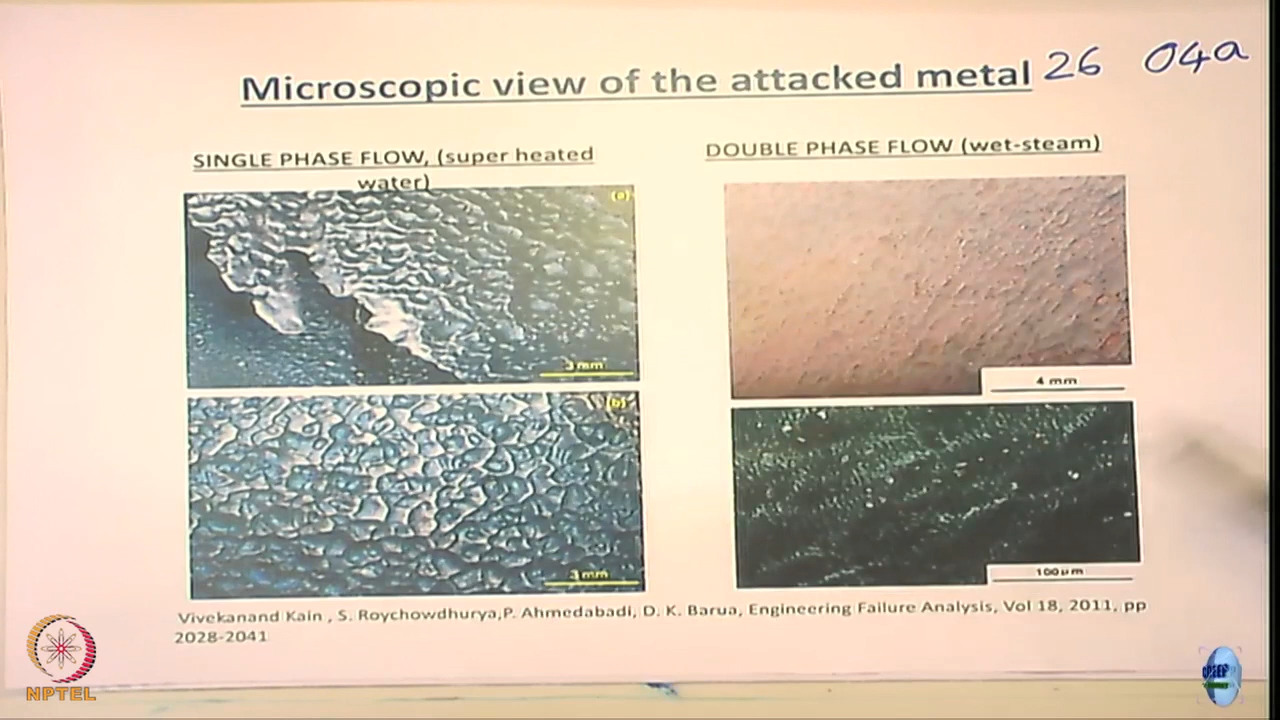 Microscopic view of the attacked metal 26 04a
SINGLE PHASE FLOW, (super heated
water)
DOUBLE PHASE FLOW (wet-steam)
(a)
3 mm
4 mm
(b)
3 mm
100µm
Vivekanand Kain , S. Roychowdhurya,P. Ahmedabadi, D. K. Barua, Engineering Failure Analysis, Vol 18, 2011, pp
2028-2041
NPTEL